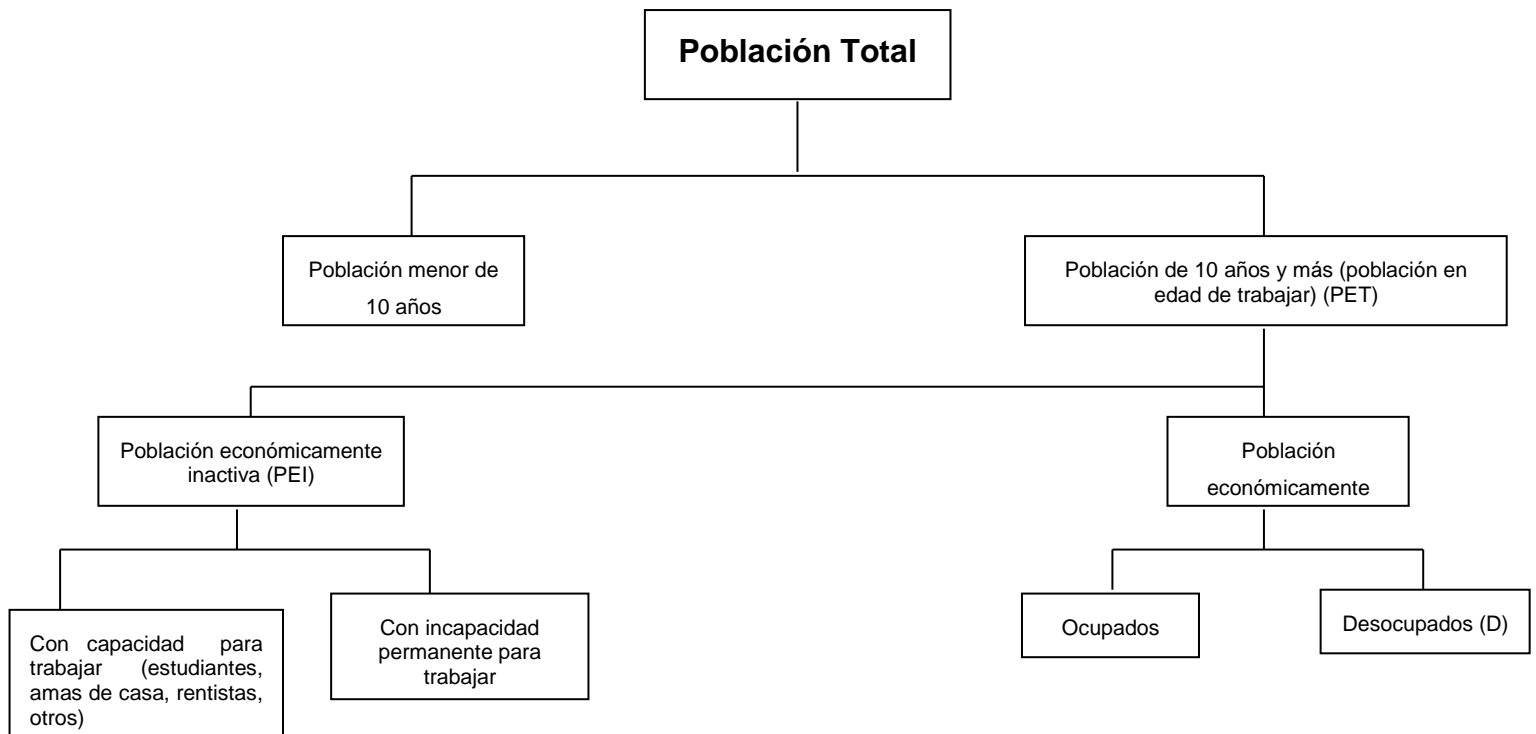 Población Total
Población menor de
10 años
Población de 10 años y más (población en
edad de trabajar) (PET)
Población económicamente
inactiva (PEI)
Población
económicamente
Con capacidad para
trabajar (estudiantes,
amas de casa, rentistas,
otros)
Con incapacidad
permanente para
trabajar
Ocupados
Desocupados (D)